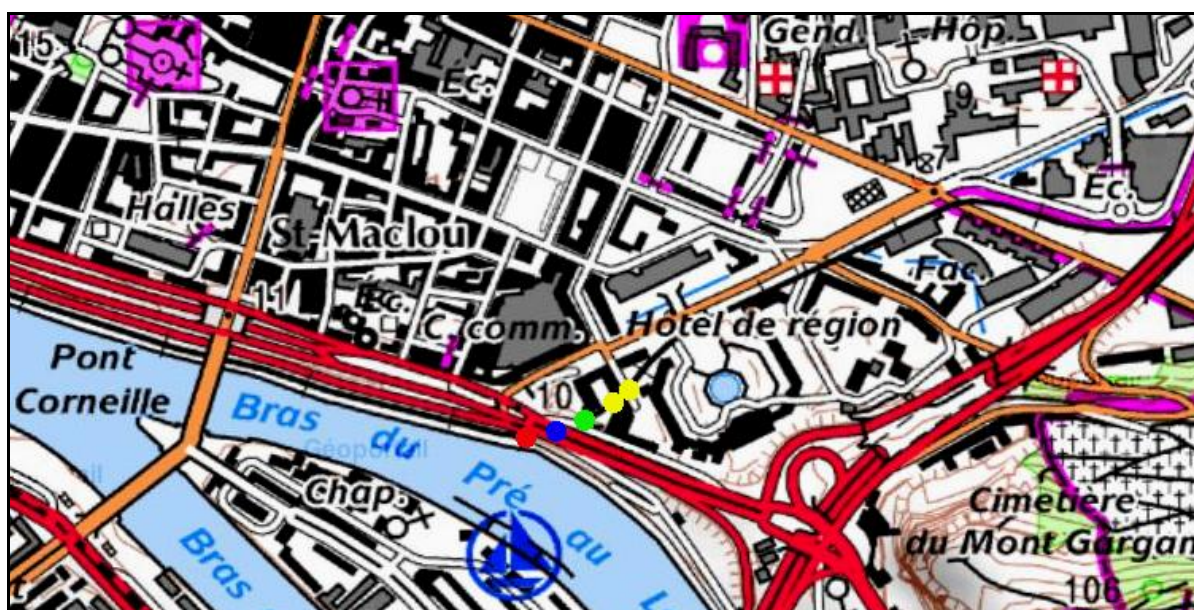 Gend. Hôp.
15
Éc.
9
7
Éc.
Halles
St-Maclou
Fac.
11
Éc.
C. comm.
Hôtel de région
Pont
Corneille
10
Bras du Pré au
Géoportail
Chap.
Cimetière
du Mont Gargan
Bras
106